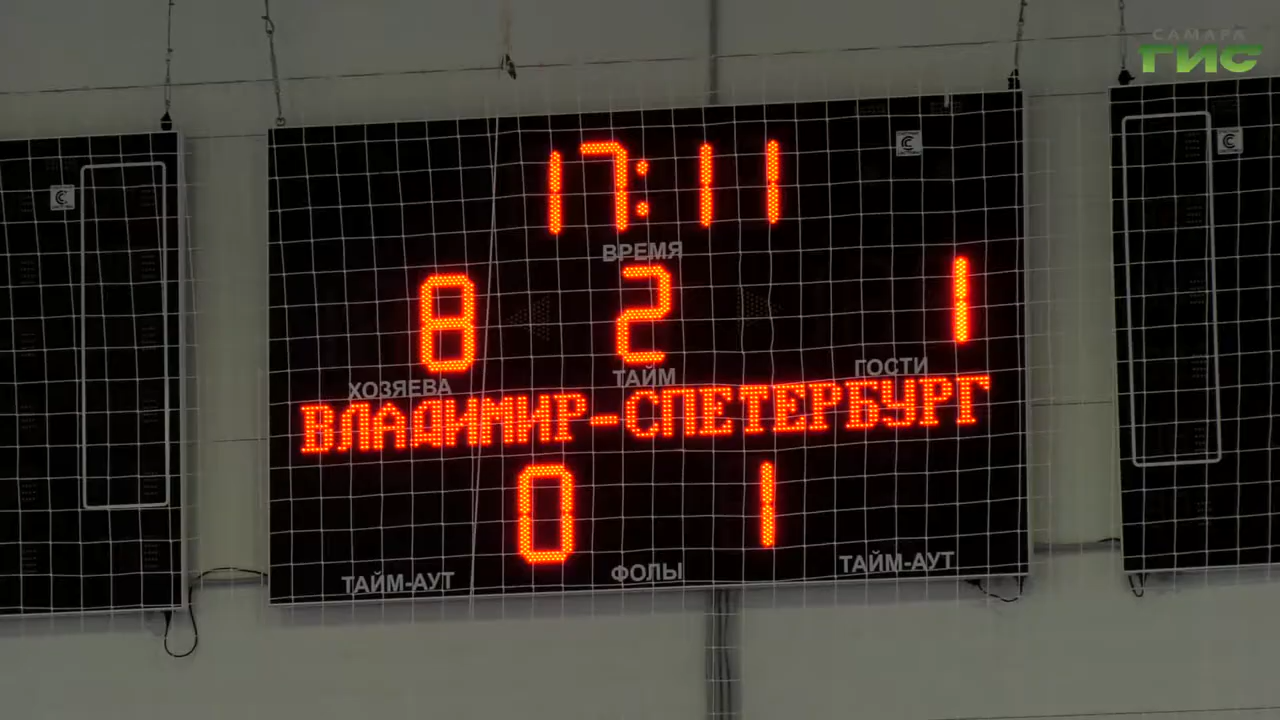 САМАРА
ГИС
17:11
ВРЕМЯ
8 2 1
ХОЗЯЕВА ТАЙМ ГОСТИ
ВЛАДИМИР-СПЕТЕРБУРГ
0 1
ТАЙМ-АУТ ФОЛЫ ТАЙМ-АУТ